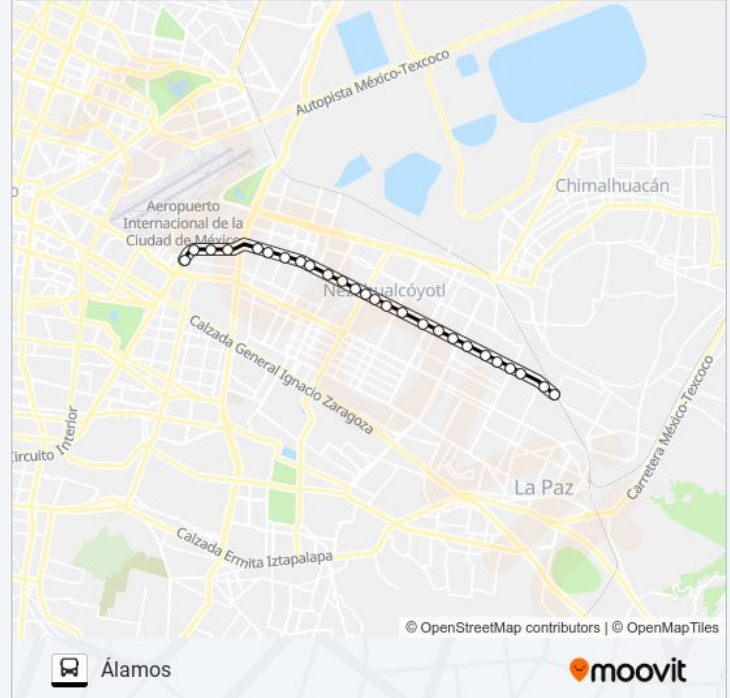 Autopista México-Texcoco
Chimalhuacán
Aeropuerto
Internacional de la
Ciudad de México
Nezahualcóyotl
Calzada General Ignacio Zaragoza
Circuito Interior
Carretera México-Texcoco
La Paz
Calzada Ermita Iztapalapa
© OpenStreetMap contributors | © OpenMapTiles
Álamos
moovit